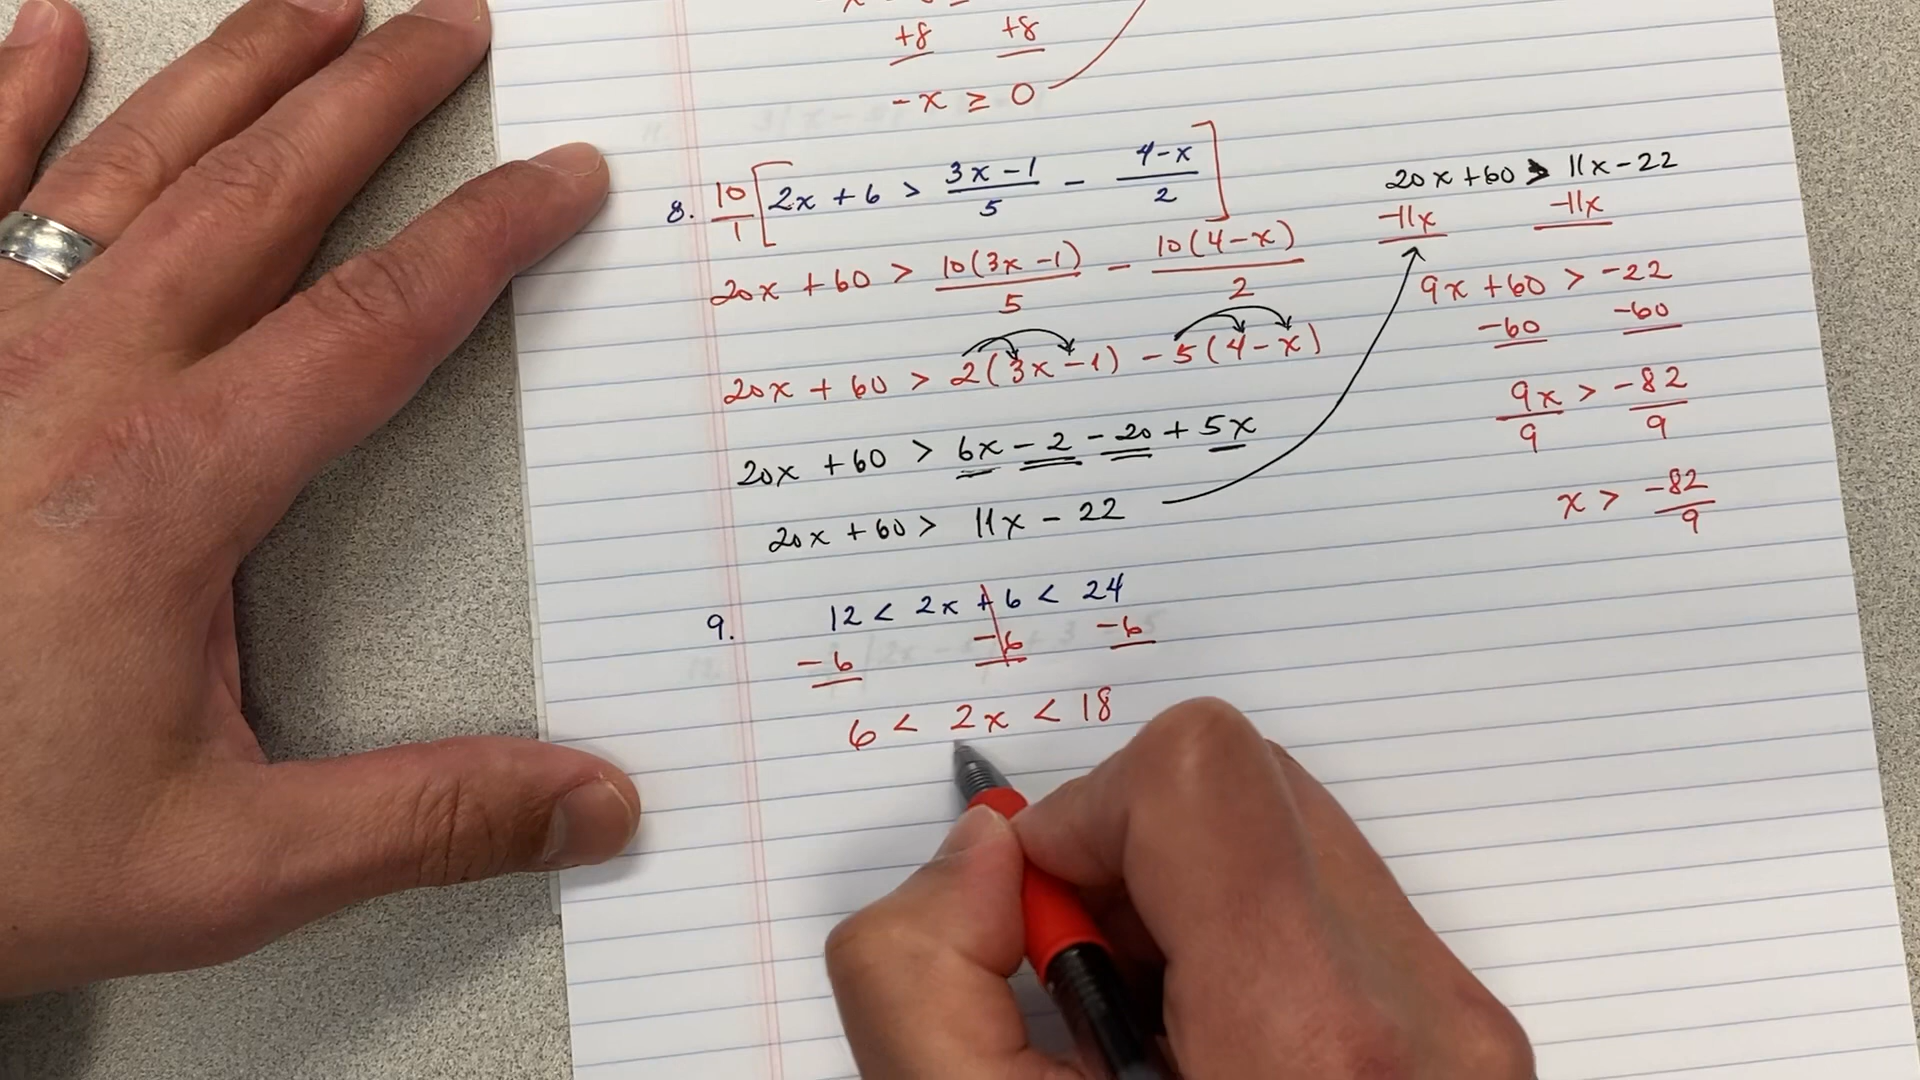 +8 +8
-x ≥ 0
8. 10/1 [2x + 6 > (3x - 1)/5 - (4-x)/2]
20x + 60 > 10(3x - 1)/5 - 10(4-x)/2
20x + 60 > 2(3x - 1) - 5(4-x)
20x + 60 > 6x - 2 - 20 + 5x
20x + 60 > 11x - 22
20x + 60 > 11x - 22
-11x -11x
9x + 60 > -22
-60 -60
9x/9 > -82/9
x > -82/9
9. 12 < 2x + 6 < 24
-6 -6 -6
6 < 2x < 18